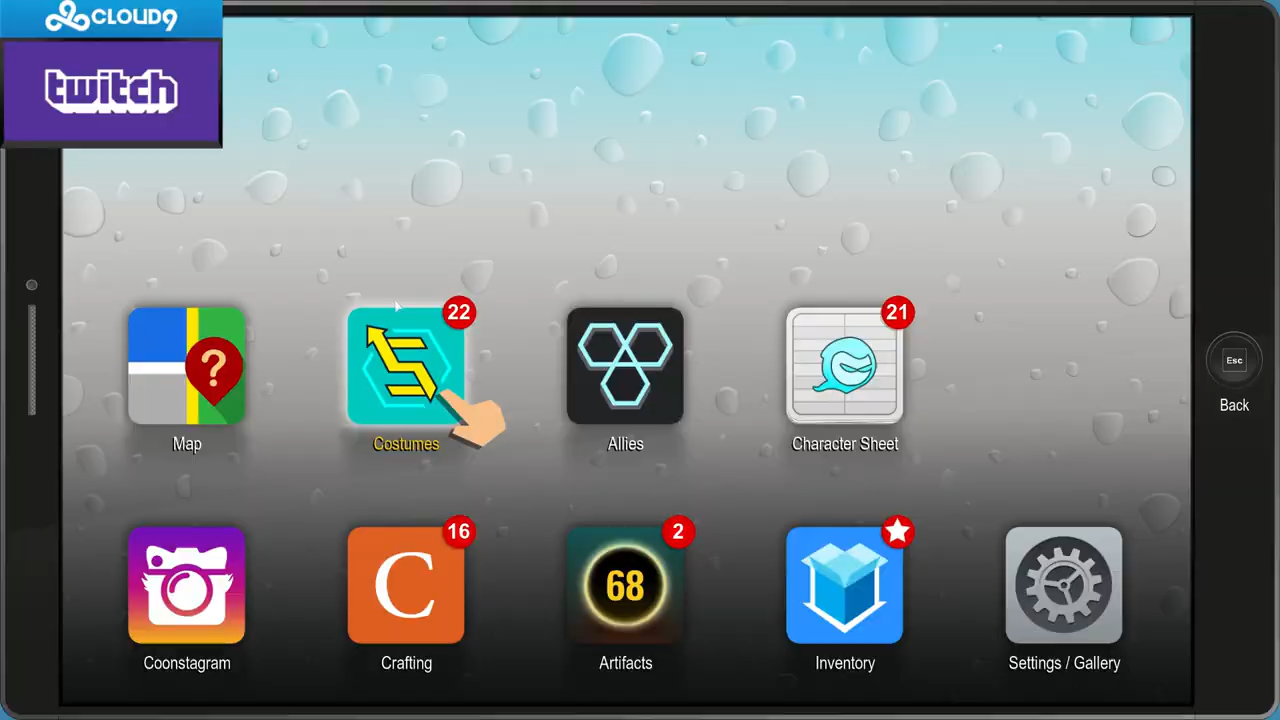 CLOUD9
twitch
22
21
?
Esc
Back
Map
Costumes
Allies
Character Sheet
16
2
C
68
Coonstagram
Crafting
Artifacts
Inventory
Settings / Gallery